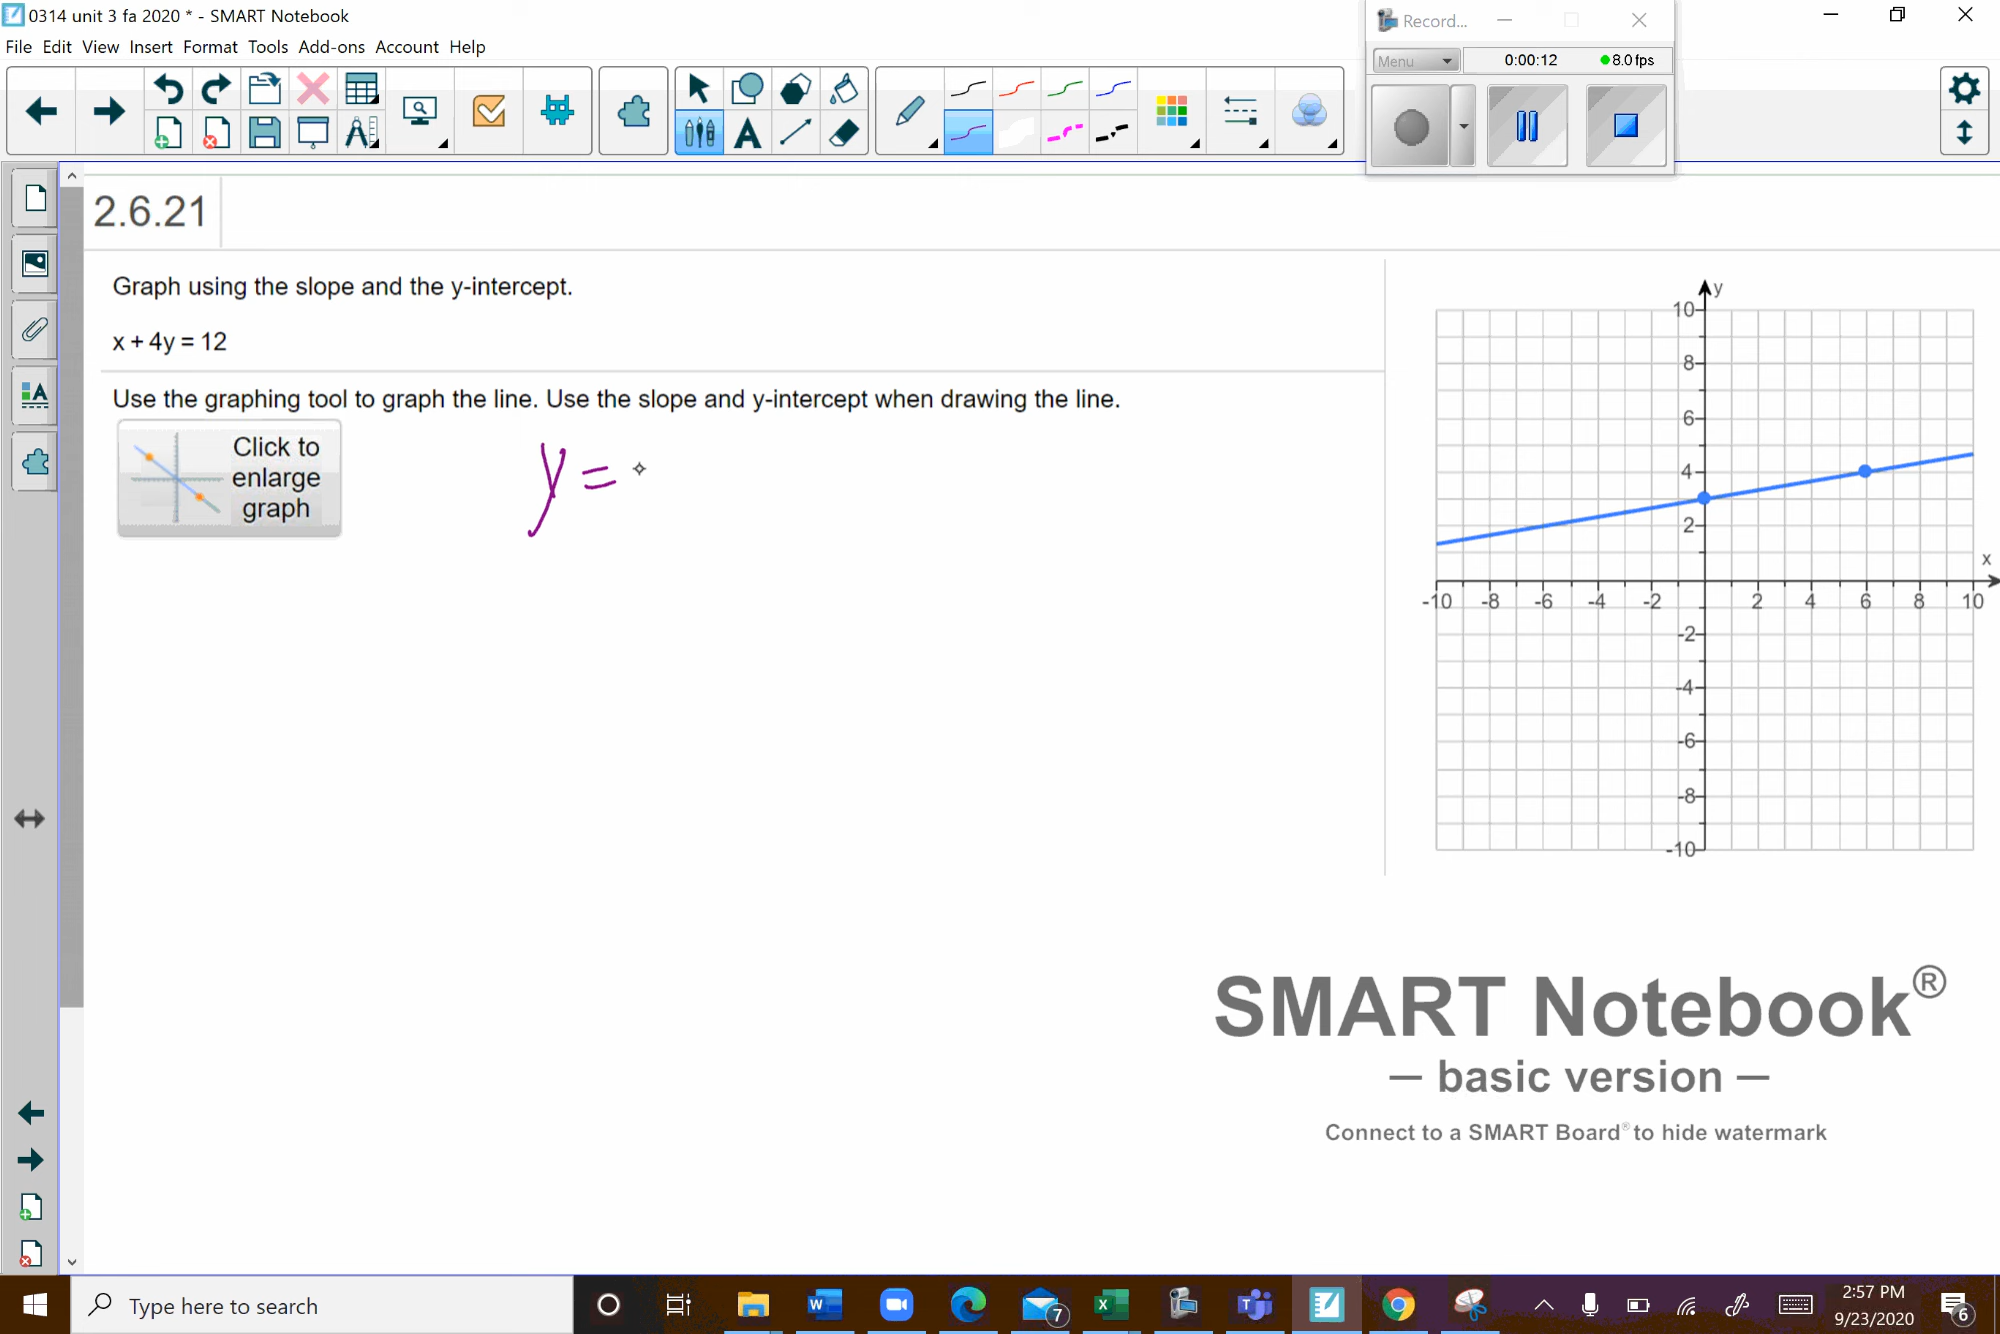 0314 unit 3 fa 2020 * - SMART Notebook
File Edit View Insert Format Tools Add-ons Account Help
Record...
Menu
0:00:12
8.0 fps
2.6.21
Graph using the slope and the y-intercept.
x + 4y = 12
Use the graphing tool to graph the line. Use the slope and y-intercept when drawing the line.
Click to
enlarge
graph
y =
y
10
8
6
4
2
x
-10 -8 -6 -4 -2 2 4 6 8 10
-2
-4
-6
-8
-10
SMART Notebook®
— basic version —
Connect to a SMART Board® to hide watermark
Type here to search
7
2:57 PM
9/23/2020
6